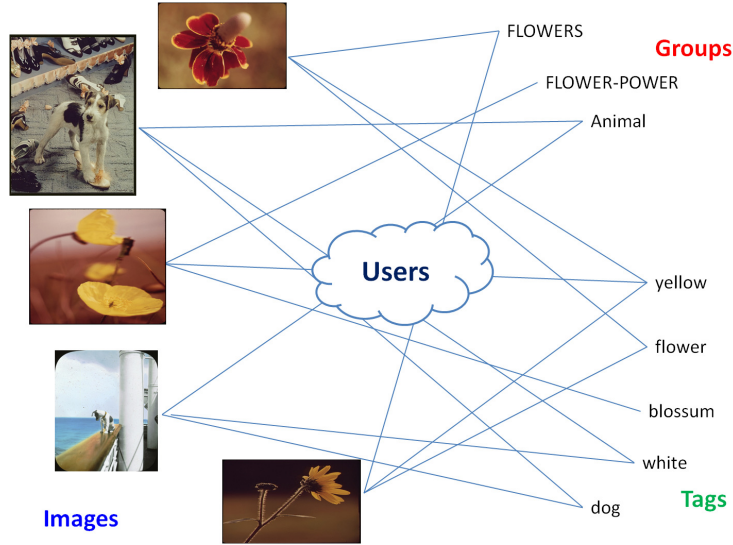 FLOWERS
Groups
FLOWER-POWER
Animal
Users
yellow
flower
blossum
white
Tags
dog
Images